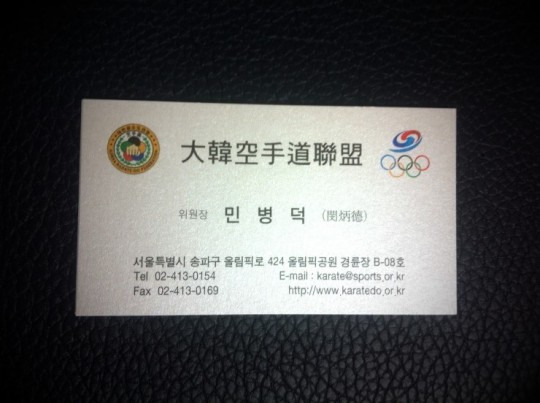 大韓空手道聯盟
위원장 민 병 덕 (閔炳德)
서울특별시 송파구 올림픽로 424 올림픽공원 경륜장 B-08호
Tel 02-413-0154 E-mail : karate@sports.or.kr
Fax 02-413-0169 http://www.karatedo.or.kr